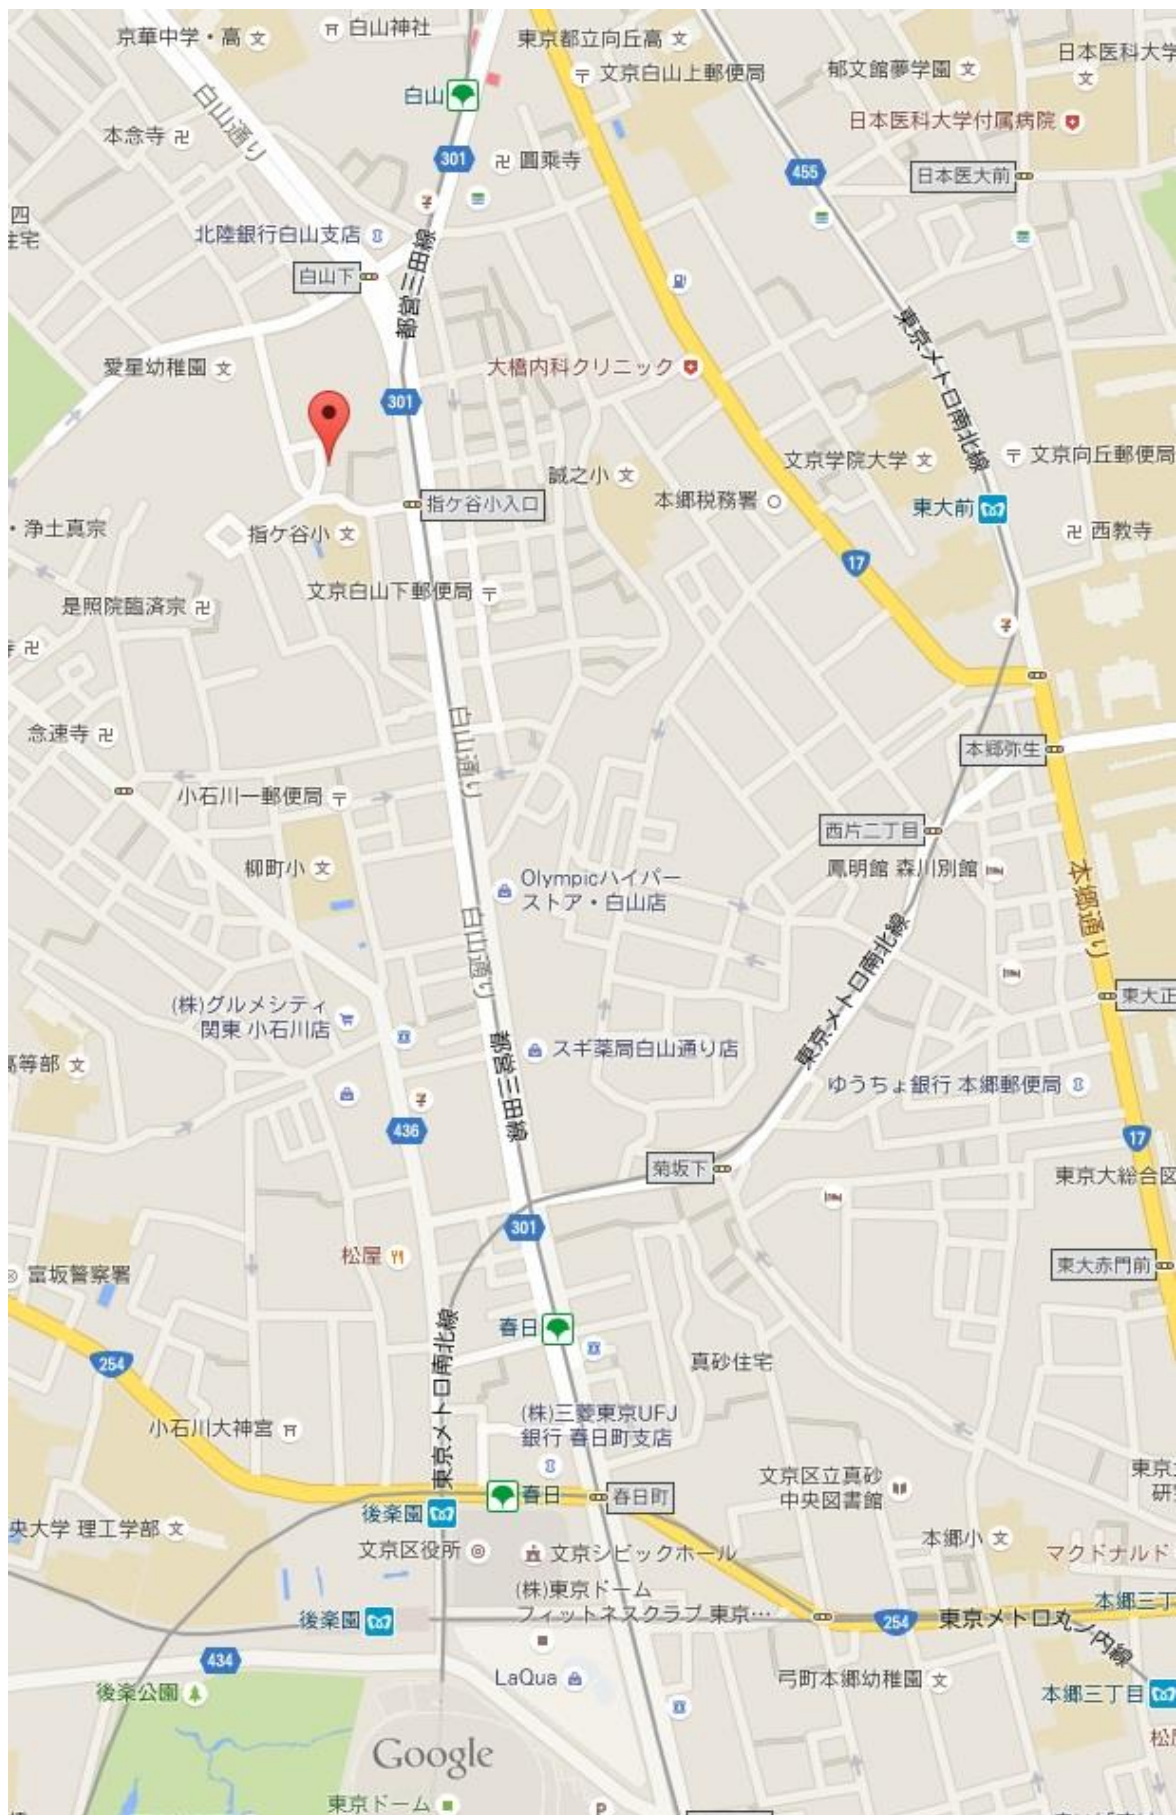 京華中学・高
白山神社
東京都立向丘高
文京白山上郵便局
郁文館夢学園
日本医科大学
白山
白山通り
本念寺
301
圓乗寺
日本医科大学付属病院
455
日本医大前
四
住宅
北陸銀行白山支店
白山下
都営三田線
東京メトロ南北線
愛星幼稚園
大橋内科クリニック
301
誠之小
文京学院大学
文京向丘郵便局
・浄土真宗
指ケ谷小入口
本郷税務署
東大前
指ケ谷小
西教寺
17
文京白山下郵便局
是照院臨済宗
念速寺
白山通り
本郷弥生
小石川一郵便局
西片二丁目
柳町小
Olympicハイパー
ストア・白山店
鳳明館 森川別館
本郷通り
白山通り
東京メトロ南北線
(株)グルメシティ
関東 小石川店
東大正
都営三田線
スギ薬局白山通り店
高等部
ゆうちょ銀行 本郷郵便局
436
17
菊坂下
東京大総合図
301
松屋
東大赤門前
富坂警察署
春日
東京メトロ南北線
254
真砂住宅
小石川大神宮
(株)三菱東京UFJ
銀行 春日町支店
文京区立真砂
中央図書館
東京
研
春日
春日町
後楽園
央大学 理工学部
文京区役所
文京シビックホール
本郷小
マクドナルド
(株)東京ドーム
フィットネスクラブ 東京…
本郷三丁
後楽園
254
東京メトロ丸ノ内線
434
LaQua
弓町本郷幼稚園
後楽公園
本郷三丁目
松屋
Google
東京ドーム
P